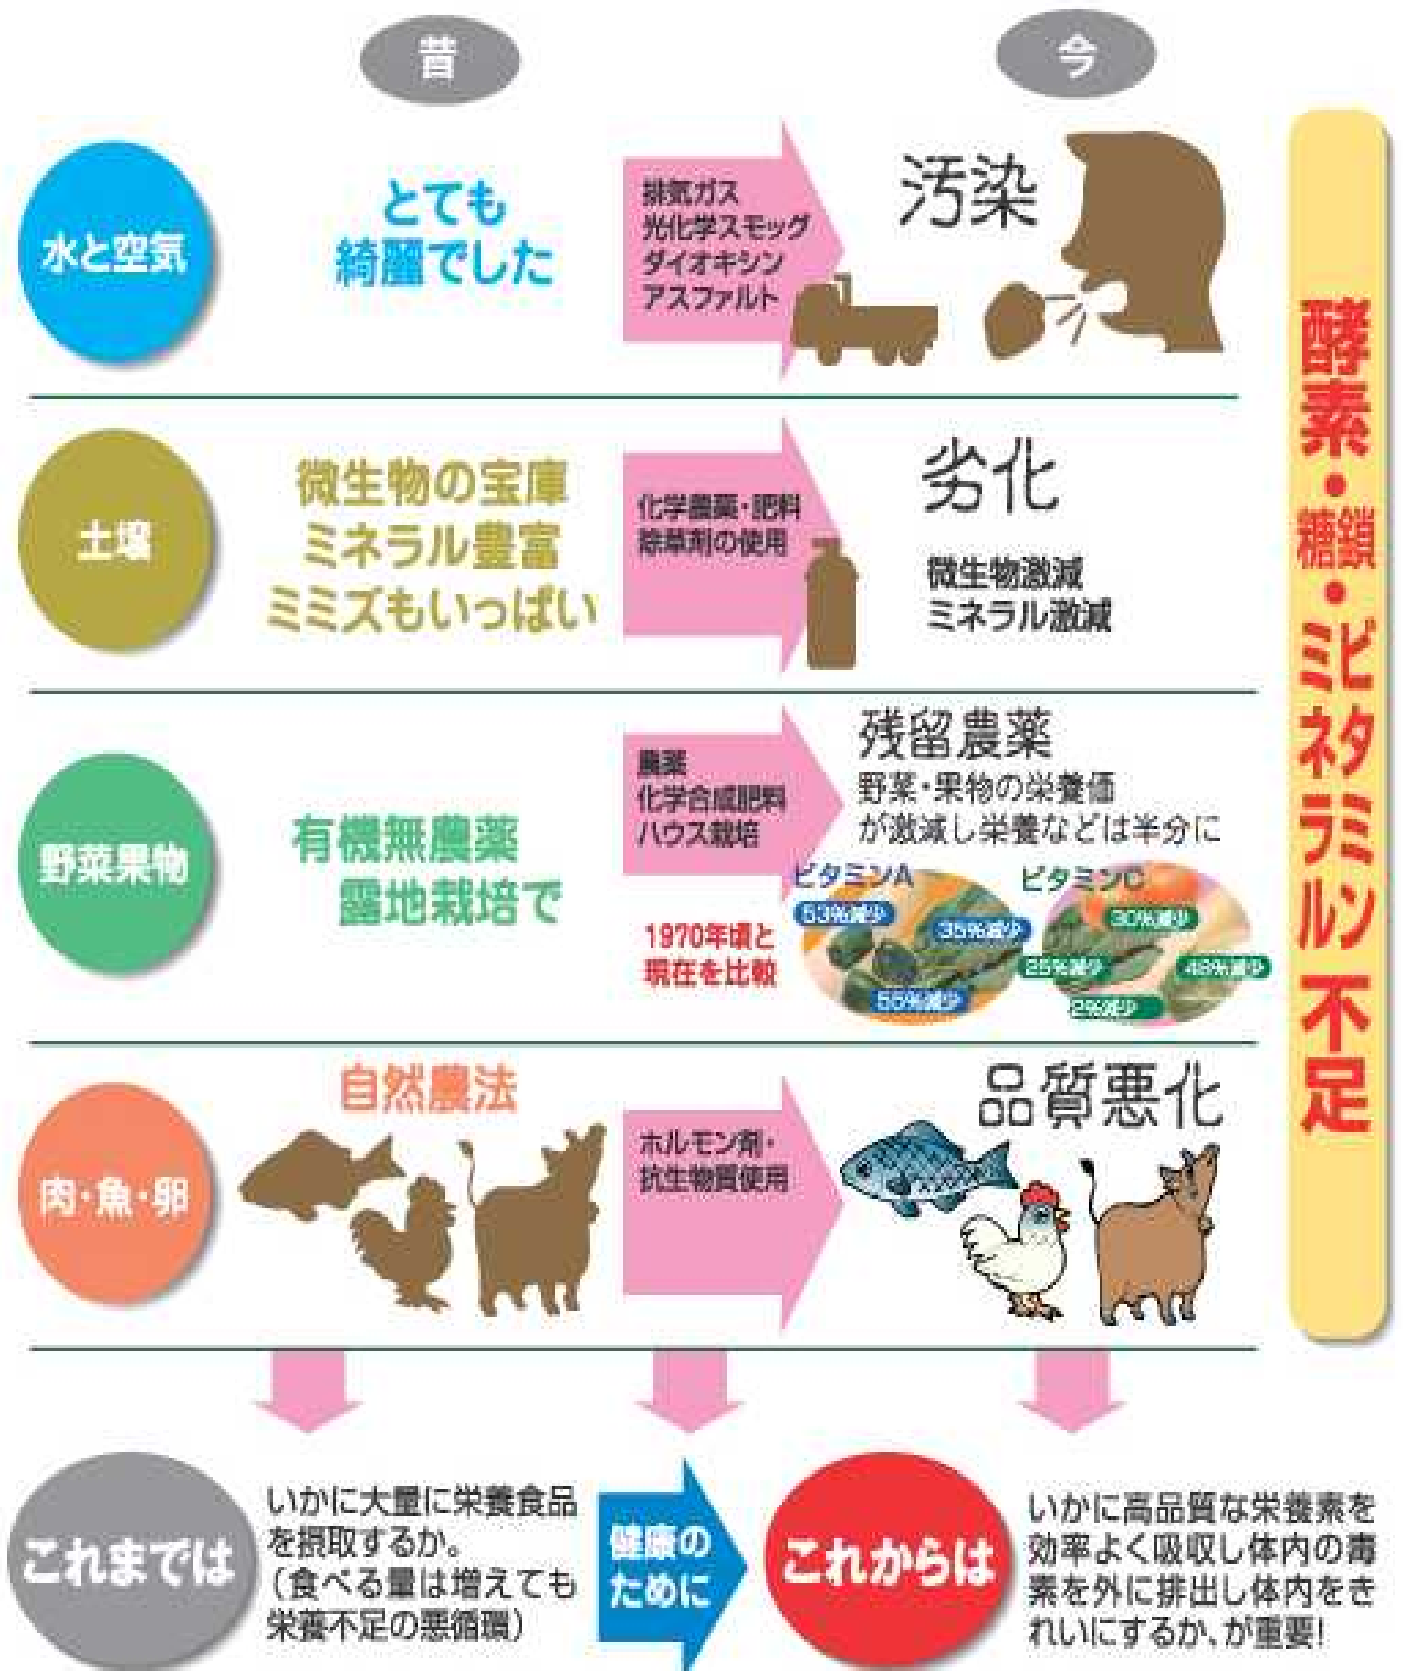 昔
今
水と空気
とても
綺麗でした
排気ガス
光化学スモッグ
ダイオキシン
アスファルト
汚染
土壌
微生物の宝庫
ミネラル豊富
ミミズもいっぱい
化学農薬・肥料
除草剤の使用
劣化
微生物激減
ミネラル激減
野菜果物
有機無農薬
露地栽培で
農薬
化学合成肥料
ハウス栽培
1970年頃と
現在を比較
残留農薬
野菜・果物の栄養価
が激減し栄養などは半分に
ビタミンA
53%減少
35%減少
55%減少
ビタミンC
30%減少
25%減少
48%減少
2%減少
肉・魚・卵
自然農法
ホルモン剤・
抗生物質使用
品質悪化
酵素・糖鎖・ビタミン
ミネラル
不足
これまでは
いかに大量に栄養食品
を摂取するか。
（食べる量は増えても
栄養不足の悪循環）
健康の
ために
これからは
いかに高品質な栄養素を
効率よく吸収し体内の毒
素を外に排出し体内をき
れいにするか、が重要!